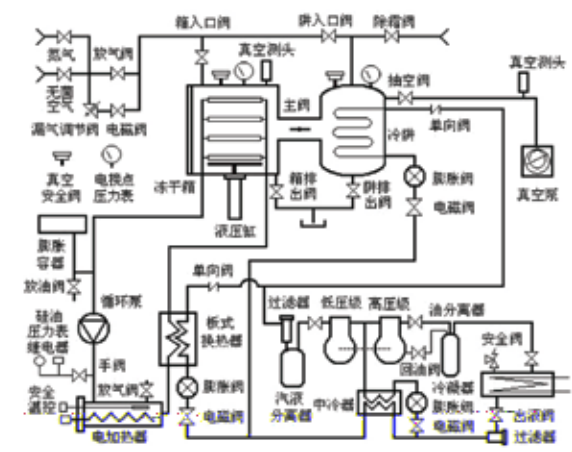 箱入口阀
阱入口阀
除霜阀
氮气
放气阀
真空测头
真空测头
抽空阀
无菌
空气
主阀
单向阀
漏气调节阀
电磁阀
冷阱
真空
安全阀
电接点
压力表
冻干箱
箱排
出阀
阱排
出阀
膨胀阀
真空泵
电磁阀
液压缸
膨胀
容器
放油阀
单向阀
循环泵
过滤器
低压级
高压级
油分离器
硅油
压力表
继电器
板式
换热器
安全阀
手阀
回油阀
安全
温控
放气阀
膨胀阀
汽液
分离器
中冷器
冷凝器
膨胀阀
电磁阀
电磁阀
出液阀
电加热器
过滤器